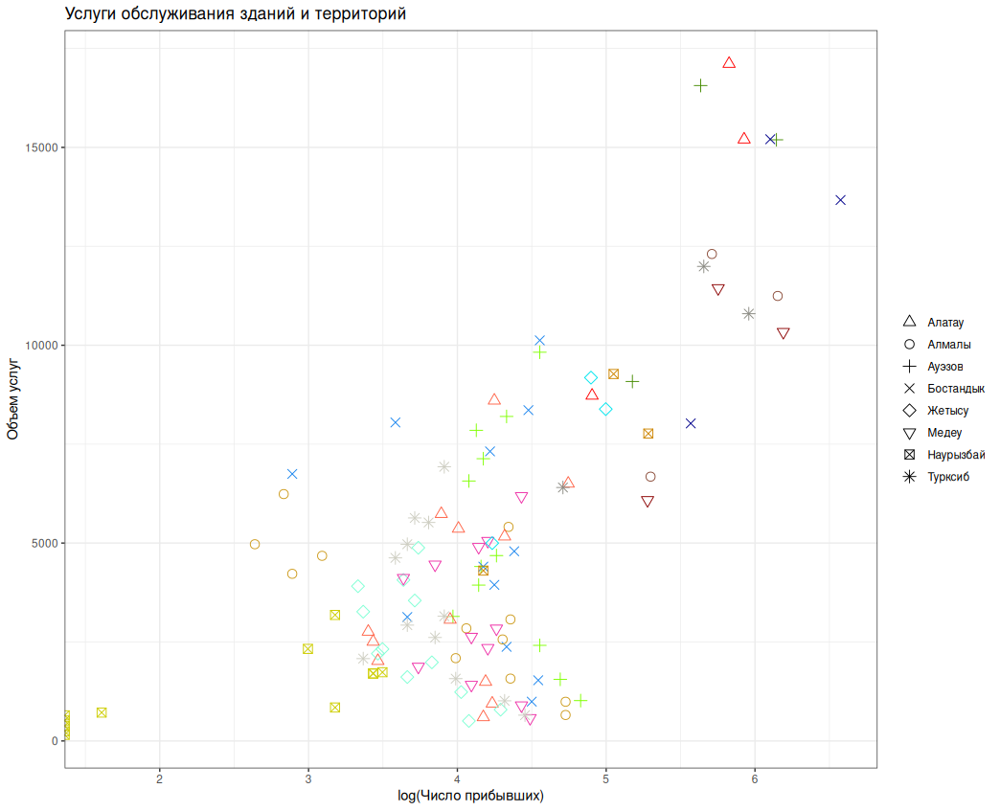 Услуги обслуживания зданий и территорий
Объем услуг
15000
10000
5000
0
2 3 4 5 6
log(Число прибывших)
Алатау
Алмалы
Ауэзов
Бостандык
Жетысу
Медеу
Наурызбай
Турксиб